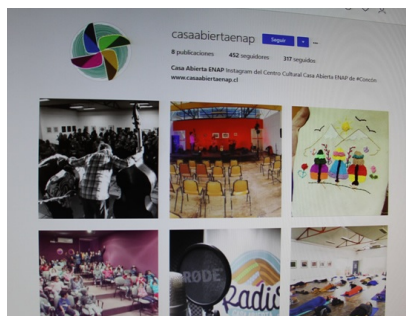 casaabiertaenap Seguir
8 publicaciones 452 seguidores 317 seguidos
Casa Abierta ENAP Instagram del Centro Cultural Casa Abierta ENAP de #Concón
www.casaabiertaenap.cl
RØDE
Radio